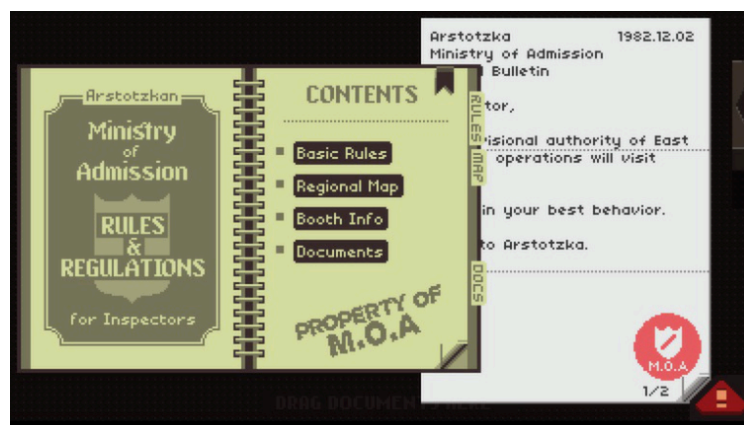 Arstotzkan
Ministry
of
Admission
RULES
&
REGULATIONS
for Inspectors
CONTENTS
Basic Rules
Regional Map
Booth Info
Documents
PROPERTY OF
M.O.A
RULES
MAP
DOCS
Arstotzka 1982.12.02
Ministry of Admission
Bulletin
tor,
isional authority of East
operations will visit
in your best behavior.
to Arstotzka.
M.O.A
1/2
DRAG DOCUMENTS HERE